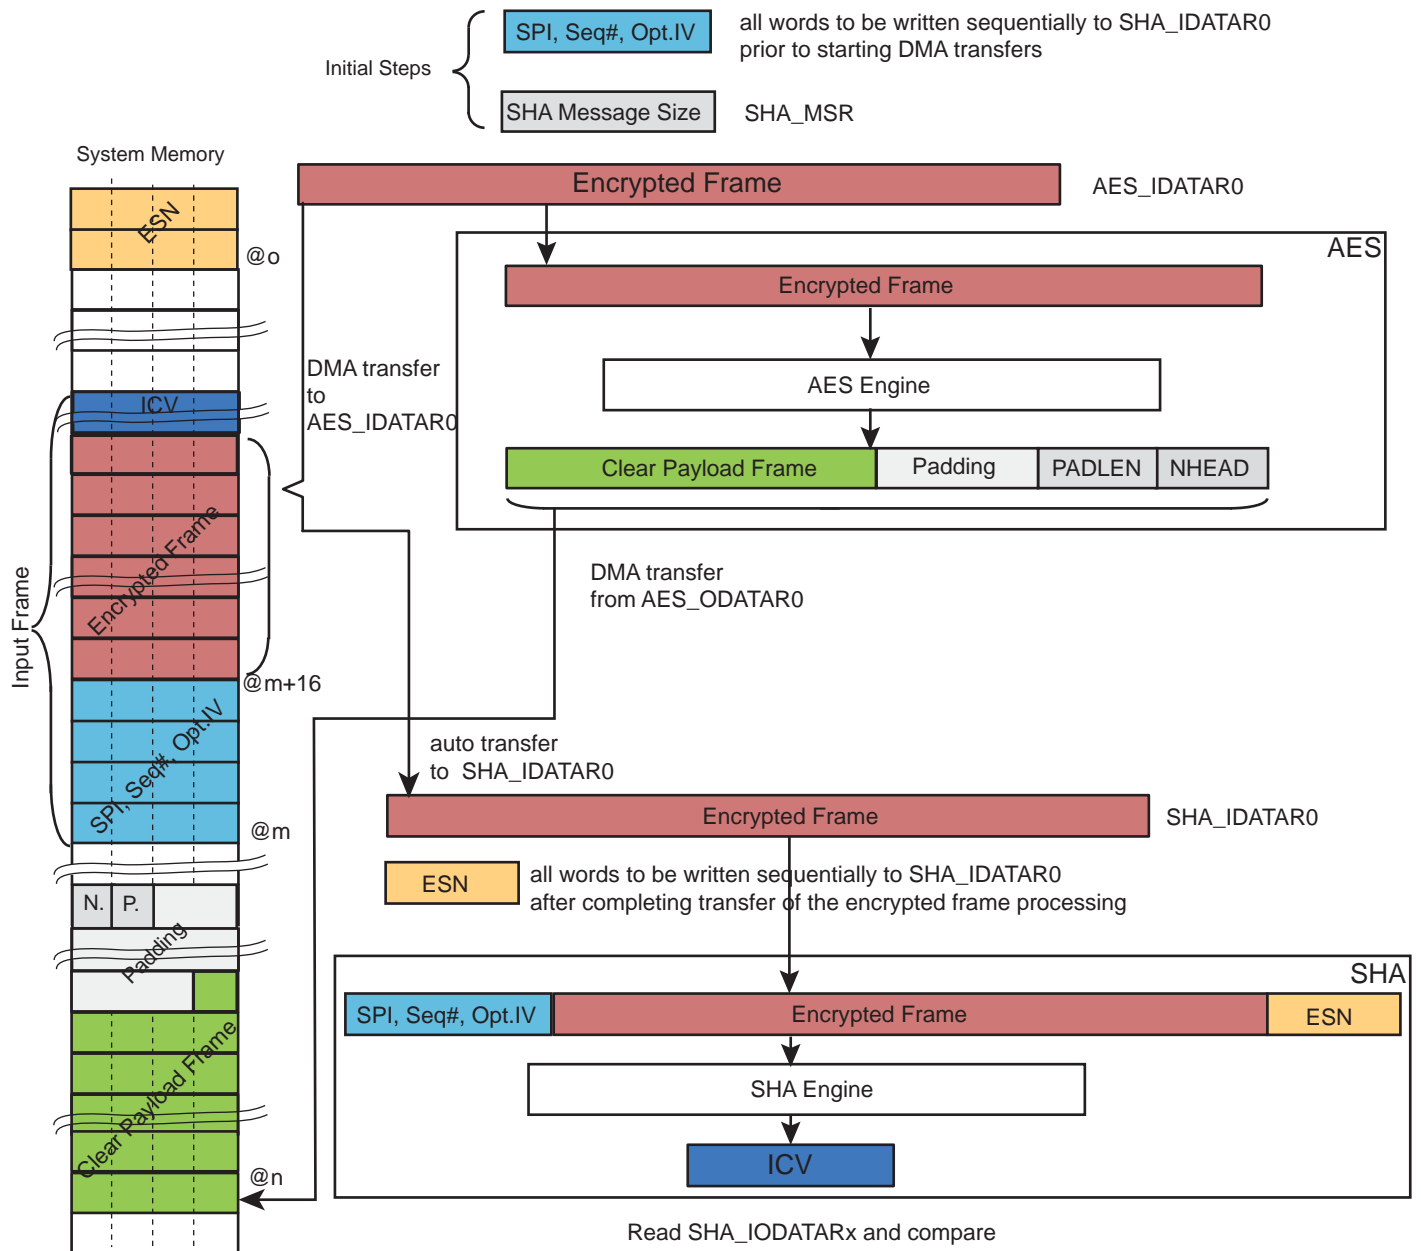 SPI, Seq#, Opt.IV
all words to be written sequentially to SHA_IDATAR0
prior to starting DMA transfers
Initial Steps
SHA Message Size
SHA_MSR
System Memory
Encrypted Frame
AES_IDATAR0
ESN
@o
AES
Encrypted Frame
DMA transfer
to
AES_IDATAR0
AES Engine
ICV
Clear Payload Frame
Padding
PADLEN
NHEAD
Encrypted Frame
Input Frame
DMA transfer
from AES_ODATAR0
@m+16
SPI, Seq#, Opt.IV
auto transfer
to SHA_IDATAR0
@m
Encrypted Frame
SHA_IDATAR0
ESN
all words to be written sequentially to SHA_IDATAR0
after completing transfer of the encrypted frame processing
N.
P.
Padding
SHA
SPI, Seq#, Opt.IV
Encrypted Frame
ESN
Clear Payload Frame
SHA Engine
@n
ICV
Read SHA_IODATARx and compare